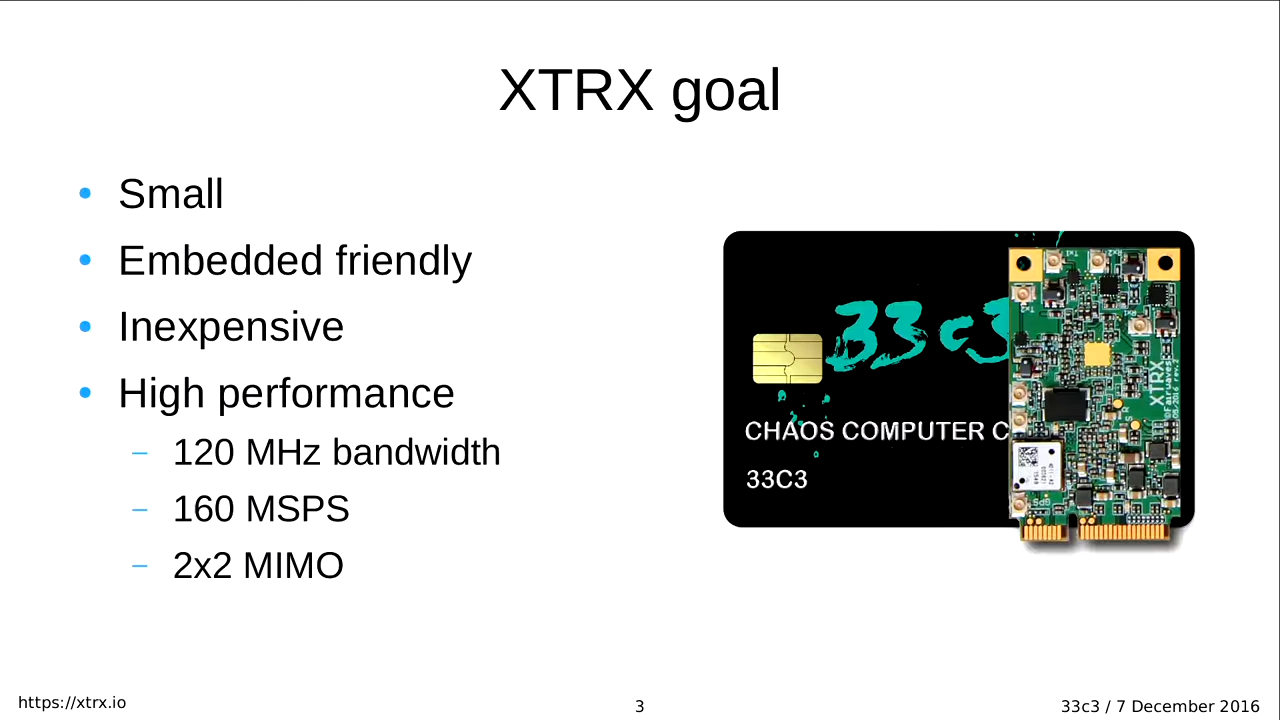 XTRX goal
Small
Embedded friendly
Inexpensive
High performance
120 MHz bandwidth
160 MSPS
2x2 MIMO
33c3
CHAOS COMPUTER C
33C3
XTRX
GPS
https://xtrx.io
3
33c3 / 7 December 2016